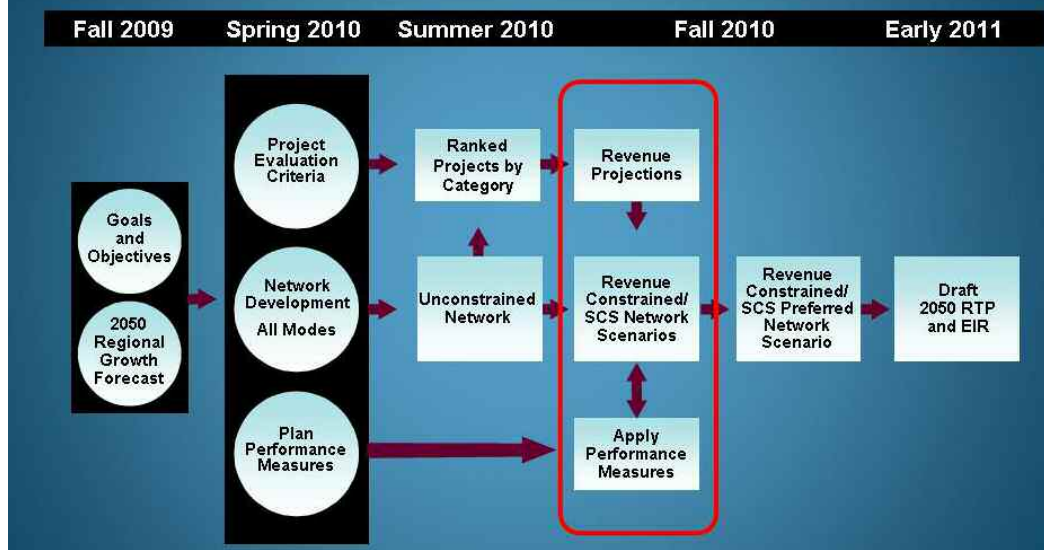 Fall 2009
Spring 2010
Summer 2010
Fall 2010
Early 2011
Goals
and
Objectives
2050
Regional
Growth
Forecast
Project
Evaluation
Criteria
Network
Development
All Modes
Plan
Performance
Measures
Ranked
Projects by
Category
Unconstrained
Network
Revenue
Projections
Revenue
Constrained/
SCS Network
Scenarios
Apply
Performance
Measures
Revenue
Constrained/
SCS Preferred
Network
Scenario
Draft
2050 RTP
and EIR